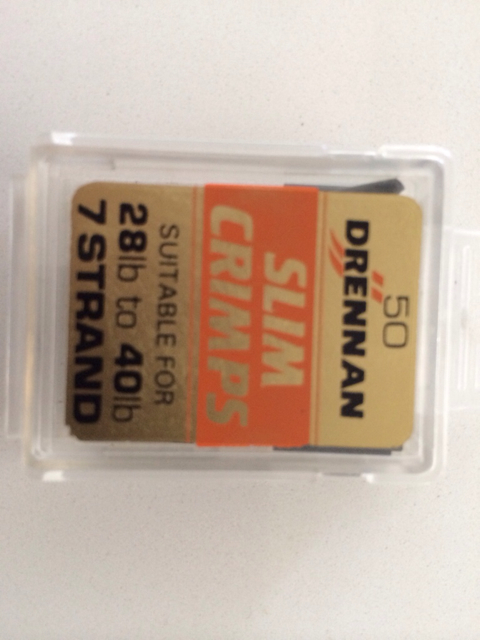 50
DRENNAN
SLIM
CRIMPS
SUITABLE FOR
28lb to 40lb
7 STRAND